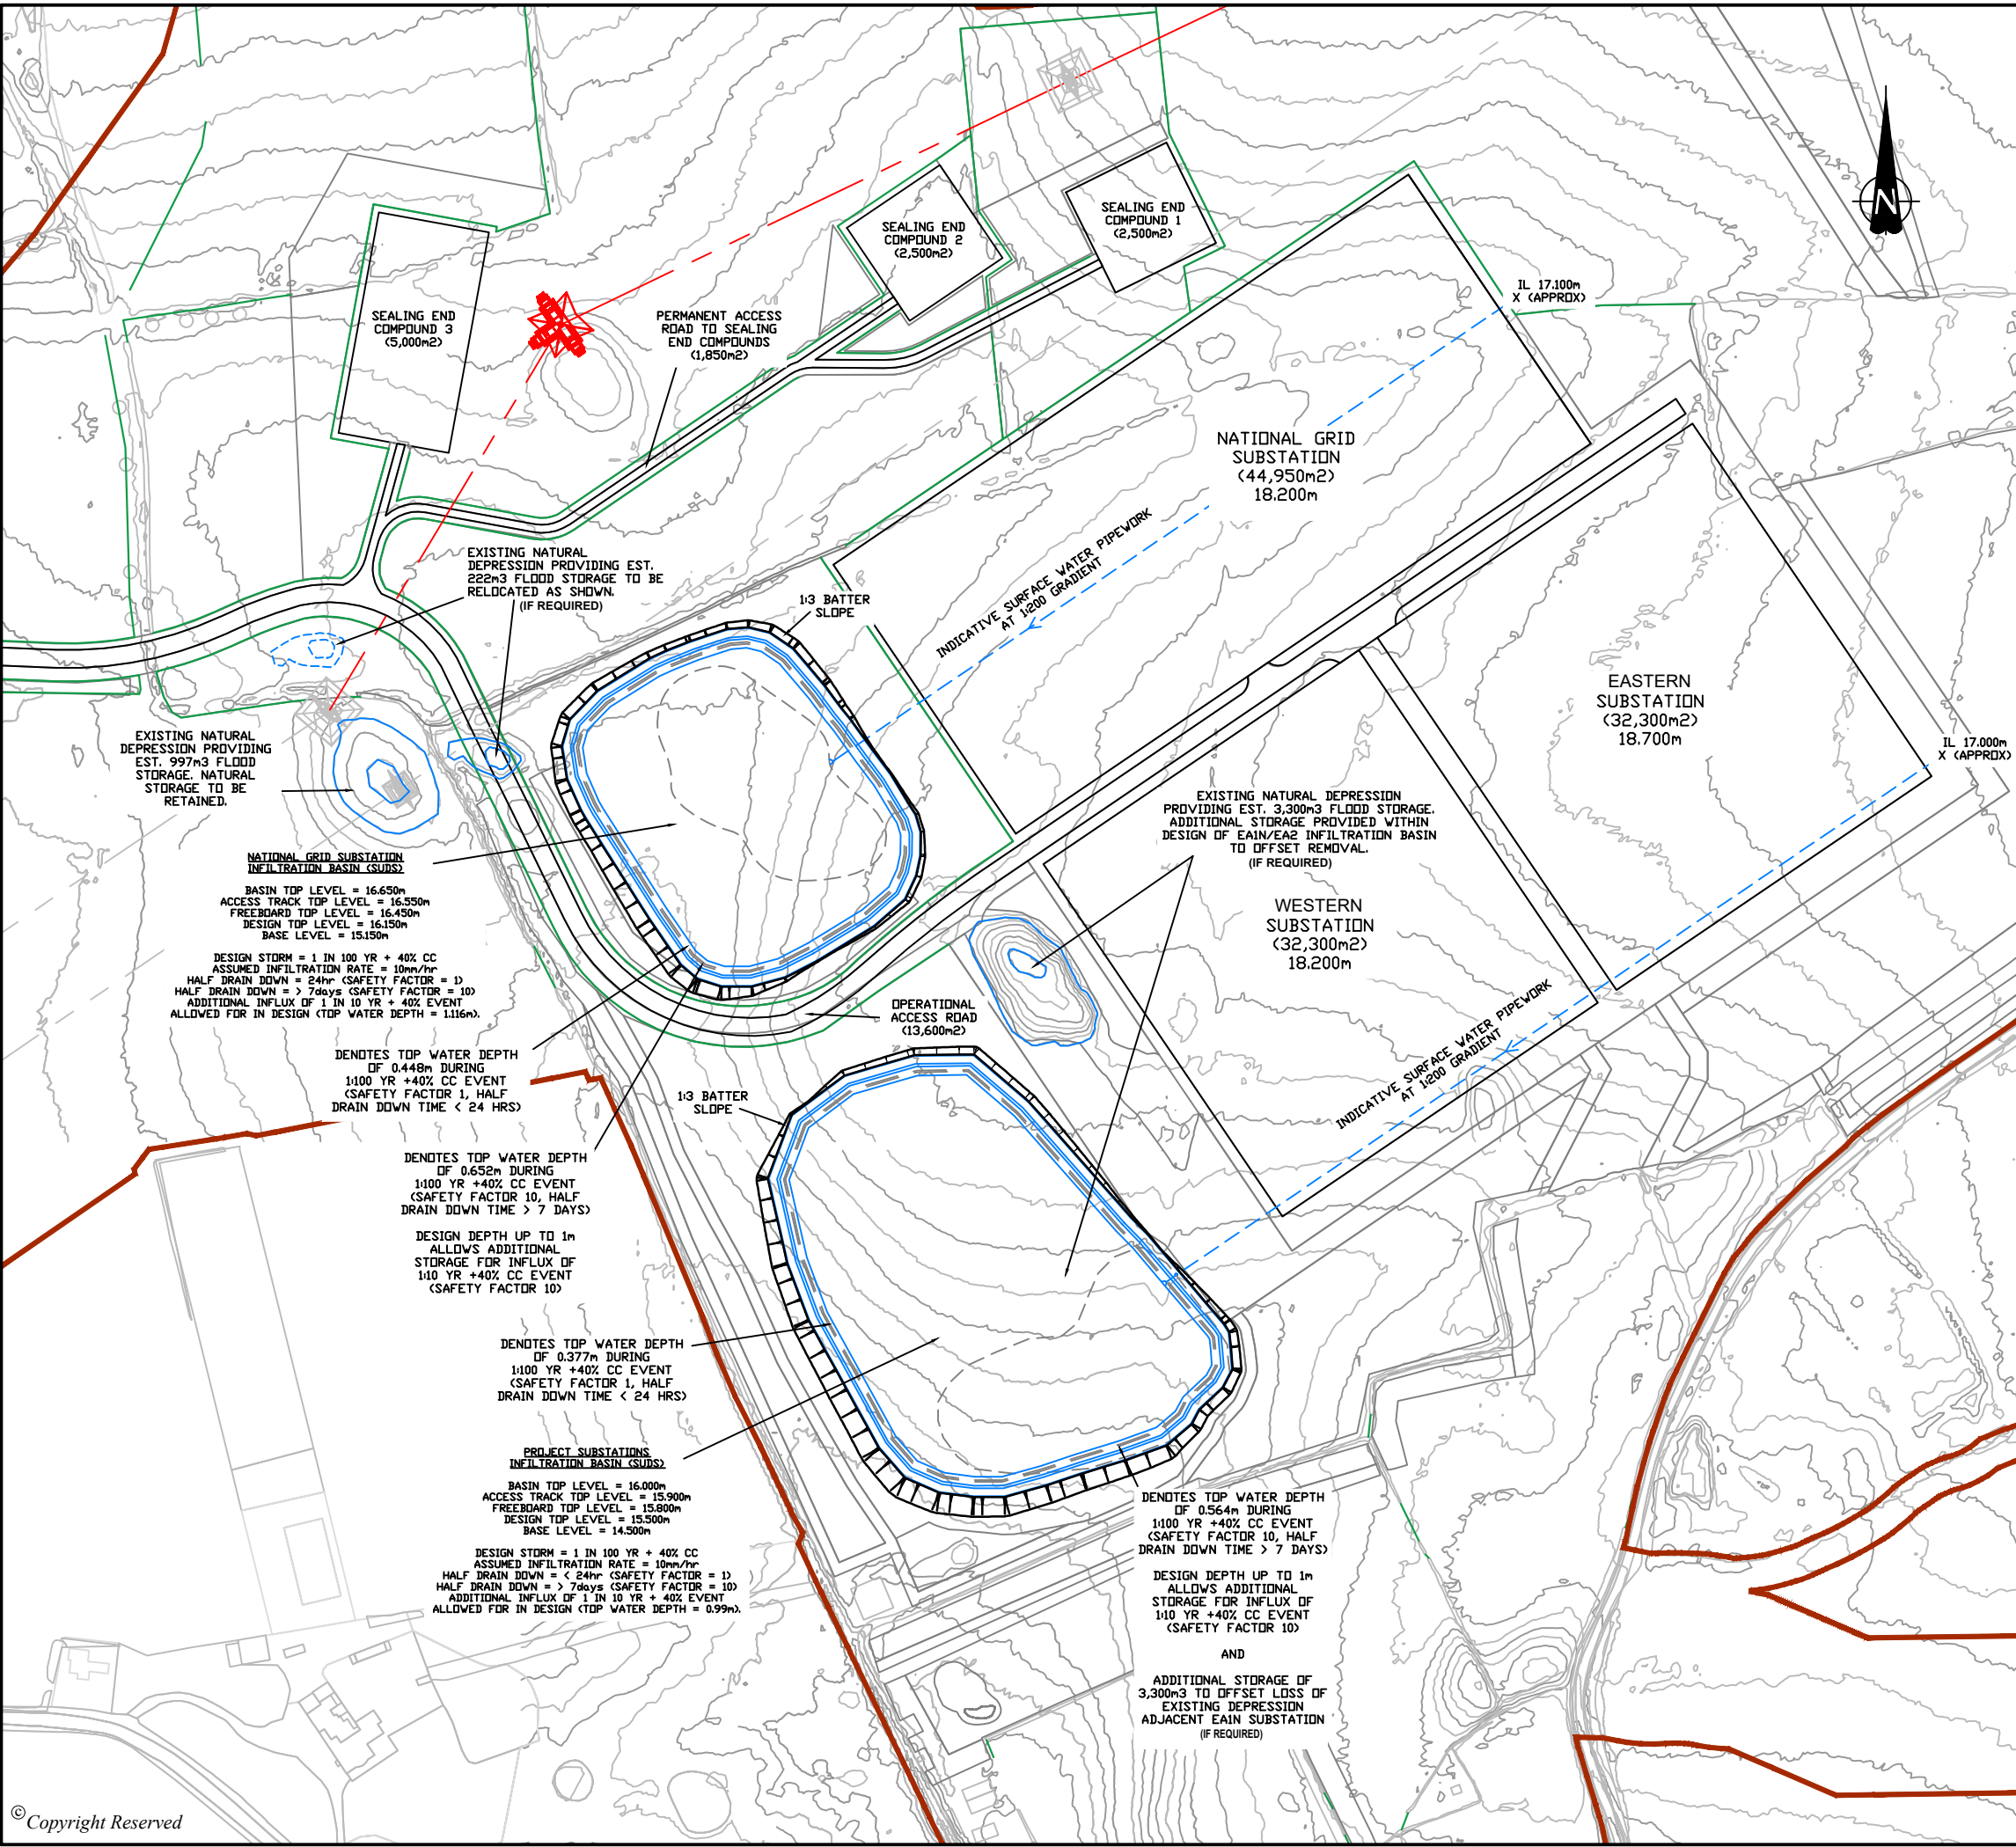 SEALING END
COMPOUND 1
(2,500m2)
SEALING END
COMPOUND 2
(2,500m2)
N
IL 17.100m
X (APPROX)
SEALING END
COMPOUND 3
(5,000m2)
PERMANENT ACCESS
ROAD TO SEALING
END COMPOUNDS
(1,850m2)
NATIONAL GRID
SUBSTATION
(44,950m2)
18.200m
INDICATIVE SURFACE WATER PIPEWORK
AT 1:200 GRADIENT
EXISTING NATURAL
DEPRESSION PROVIDING EST.
222m3 FLOOD STORAGE TO BE
RELOCATED AS SHOWN.
(IF REQUIRED)
1:3 BATTER
SLOPE
EASTERN
SUBSTATION
(32,300m2)
18.700m
IL 17.000m
X (APPROX)
EXISTING NATURAL
DEPRESSION PROVIDING
EST. 997m3 FLOOD
STORAGE. NATURAL
STORAGE TO BE
RETAINED.
EXISTING NATURAL DEPRESSION
PROVIDING EST. 3,300m3 FLOOD STORAGE.
ADDITIONAL STORAGE PROVIDED WITHIN
DESIGN OF EA1N/EA2 INFILTRATION BASIN
TO OFFSET REMOVAL.
(IF REQUIRED)
NATIONAL GRID SUBSTATION
INFILTRATION BASIN (SUDS)
BASIN TOP LEVEL = 16.650m
ACCESS TRACK TOP LEVEL = 16.550m
FREEBOARD TOP LEVEL = 16.450m
DESIGN TOP LEVEL = 16.150m
BASE LEVEL = 15.150m
DESIGN STORM = 1 IN 100 YR + 40% CC
ASSUMED INFILTRATION RATE = 10mm/hr
HALF DRAIN DOWN = 24hr (SAFETY FACTOR = 1)
HALF DRAIN DOWN = > 7days (SAFETY FACTOR = 10)
ADDITIONAL INFLUX OF 1 IN 10 YR + 40% EVENT
ALLOWED FOR IN DESIGN (TOP WATER DEPTH = 1.116m).
WESTERN
SUBSTATION
(32,300m2)
18.200m
OPERATIONAL
ACCESS ROAD
(13,600m2)
INDICATIVE SURFACE WATER PIPEWORK
AT 1:200 GRADIENT
DENOTES TOP WATER DEPTH
OF 0.448m DURING
1:100 YR +40% CC EVENT
(SAFETY FACTOR 1, HALF
DRAIN DOWN TIME < 24 HRS)
1:3 BATTER
SLOPE
DENOTES TOP WATER DEPTH
OF 0.652m DURING
1:100 YR +40% CC EVENT
(SAFETY FACTOR 10, HALF
DRAIN DOWN TIME > 7 DAYS)
DESIGN DEPTH UP TO 1m
ALLOWS ADDITIONAL
STORAGE FOR INFLUX OF
1:10 YR +40% CC EVENT
(SAFETY FACTOR 10)
DENOTES TOP WATER DEPTH
OF 0.377m DURING
1:100 YR +40% CC EVENT
(SAFETY FACTOR 1, HALF
DRAIN DOWN TIME < 24 HRS)
PROJECT SUBSTATIONS
INFILTRATION BASIN (SUDS)
BASIN TOP LEVEL = 16.000m
ACCESS TRACK TOP LEVEL = 15.900m
FREEBOARD TOP LEVEL = 15.800m
DESIGN TOP LEVEL = 15.500m
BASE LEVEL = 14.500m
DESIGN STORM = 1 IN 100 YR + 40% CC
ASSUMED INFILTRATION RATE = 10mm/hr
HALF DRAIN DOWN = < 24hr (SAFETY FACTOR = 1)
HALF DRAIN DOWN = > 7days (SAFETY FACTOR = 10)
ADDITIONAL INFLUX OF 1 IN 10 YR + 40% EVENT
ALLOWED FOR IN DESIGN (TOP WATER DEPTH = 0.99m).
DENOTES TOP WATER DEPTH
OF 0.564m DURING
1:100 YR +40% CC EVENT
(SAFETY FACTOR 10, HALF
DRAIN DOWN TIME > 7 DAYS)
DESIGN DEPTH UP TO 1m
ALLOWS ADDITIONAL
STORAGE FOR INFLUX OF
1:10 YR +40% CC EVENT
(SAFETY FACTOR 10)
AND
ADDITIONAL STORAGE OF
3,300m3 TO OFFSET LOSS OF
EXISTING DEPRESSION
ADJACENT EA1N SUBSTATION
(IF REQUIRED)
©Copyright Reserved